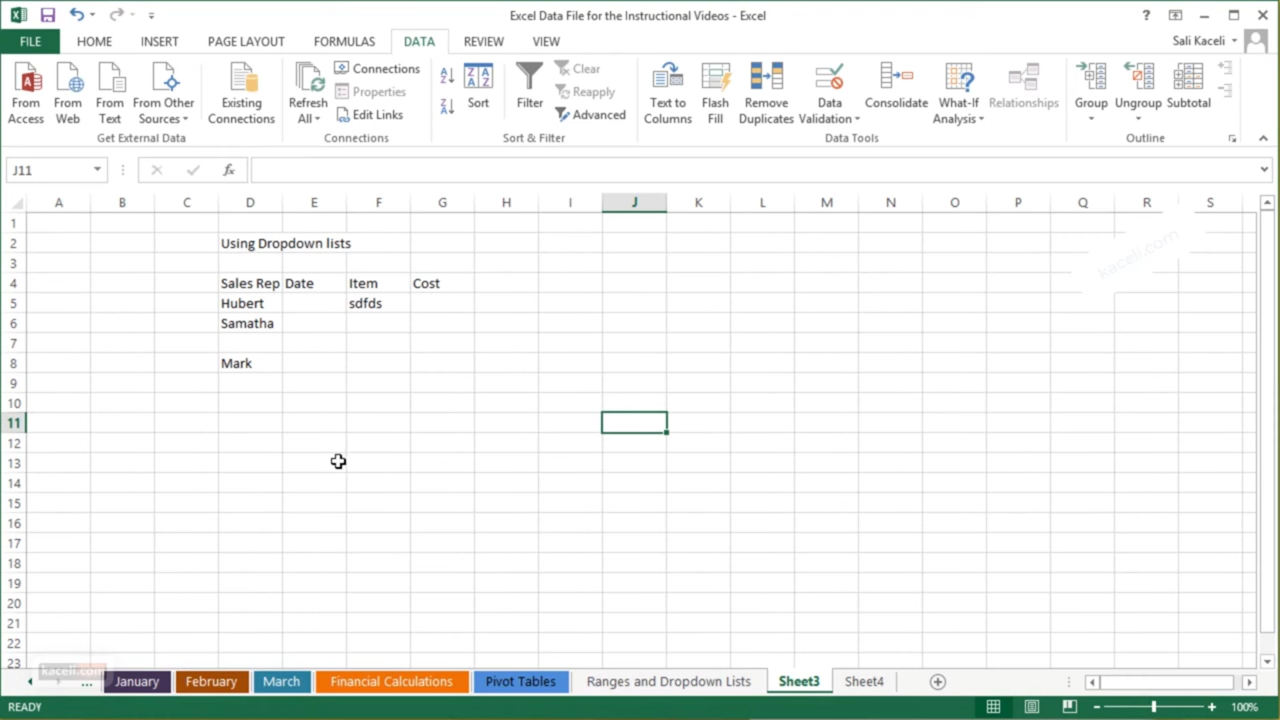 Excel Data File for the Instructional Videos - Excel
?
FILE HOME INSERT PAGE LAYOUT FORMULAS DATA REVIEW VIEW Sali Kaceli
From Access
From Web
From Text
From Other Sources
Existing Connections
Get External Data
Refresh All
Connections
Properties
Edit Links
Connections
Sort
Filter
Clear
Reapply
Advanced
Sort & Filter
Text to Columns
Flash Fill
Remove Duplicates
Data Validation
Consolidate
What-If Analysis
Relationships
Data Tools
Group
Ungroup
Subtotal
Outline
J11 fx
A B C D E F G H I J K L M N O P Q R S
1
2 Using Dropdown lists
3
4 Sales Rep Date Item Cost
5 Hubert sdfds
6 Samatha
7
8 Mark
9
10
11
12
13
14
15
16
17
18
19
20
21
22
23
kaceli.com
kaceli.com
... January February March Financial Calculations Pivot Tables Ranges and Dropdown Lists Sheet3 Sheet4
READY 100%